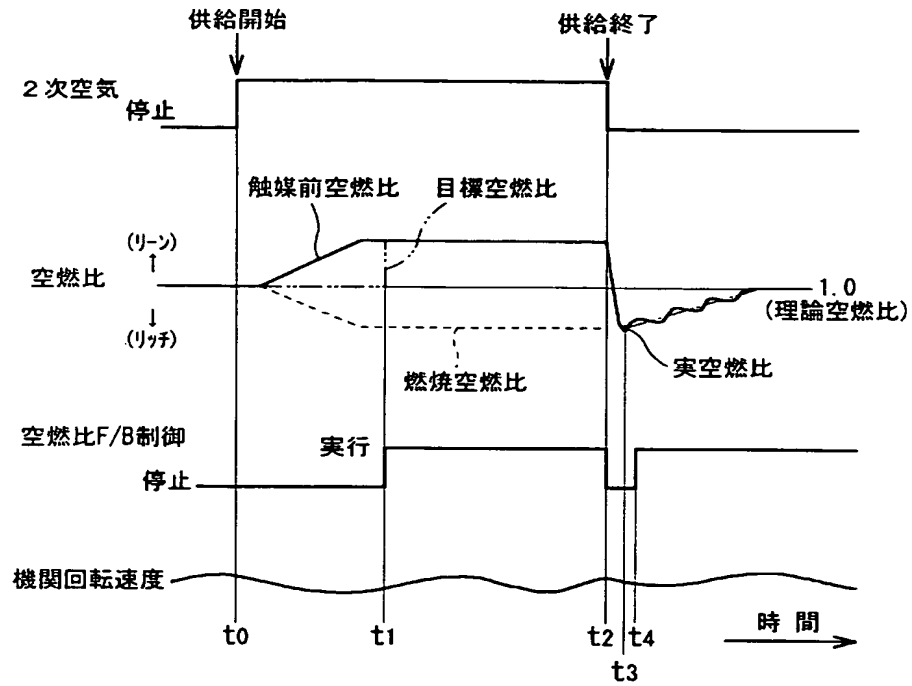 供給開始
供給終了
２次空気
停止
触媒前空燃比
目標空燃比
(ﾘｰﾝ)
↑
空燃比
↓
(ﾘｯﾁ)
1.0
(理論空燃比)
実空燃比
燃焼空燃比
空燃比F/B制御
実行
停止
機関回転速度
t0
t1
t2
t4
時 間
t3